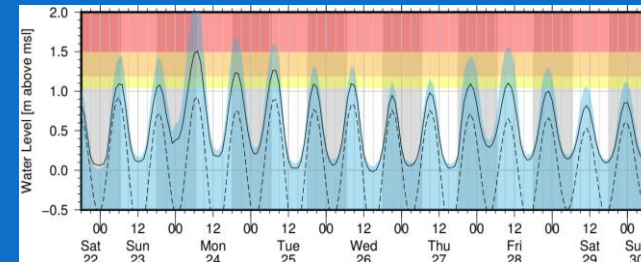 Water Level [m above msl]
2.0
1.5
1.0
0.5
0.0
−0.5
00 12 00 12 00 12 00 12 00 12 00 12 00 12 00
Sat Sun Mon Tue Wed Thu Fri Sat Su
22 23 24 25 26 27 28 29 30